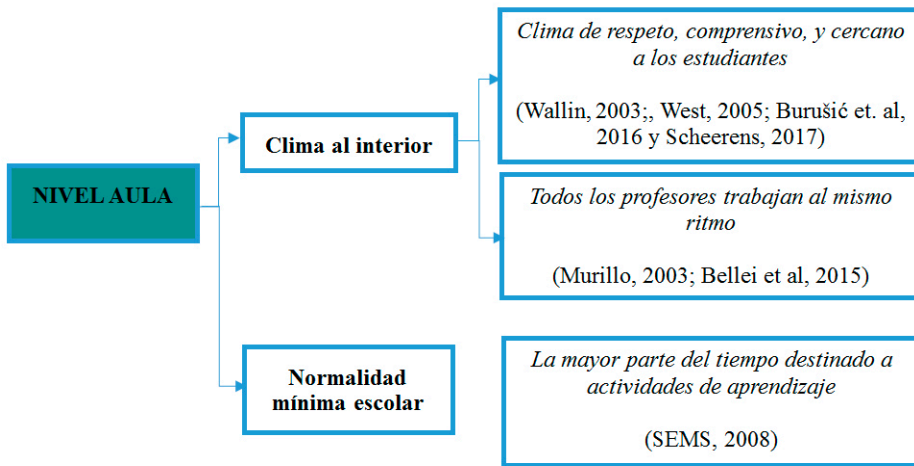 Clima de respeto, comprensivo, y cercano
a los estudiantes
(Wallin, 2003;, West, 2005; Burušić et. al,
2016 y Scheerens, 2017)
Clima al interior
NIVEL AULA
Todos los profesores trabajan al mismo
ritmo
(Murillo, 2003; Bellei et al, 2015)
Normalidad
mínima escolar
La mayor parte del tiempo destinado a
actividades de aprendizaje
(SEMS, 2008)